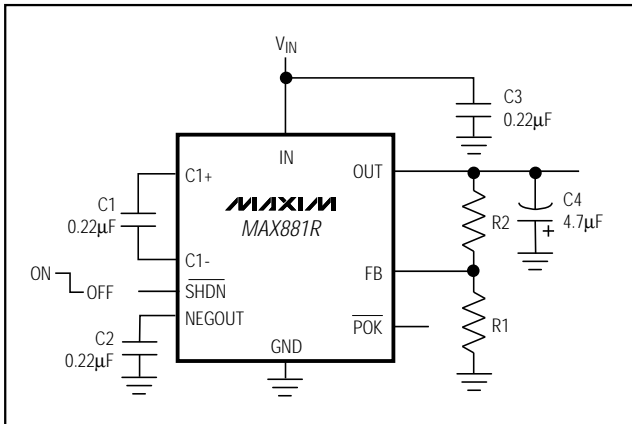 VIN
C3
0.22µF
IN
OUT
C1+
C1
0.22µF
MAXIM
MAX881R
R2
C4
4.7µF
+
C1-
ON
OFF
SHDN
FB
NEGOUT
C2
0.22µF
POK
R1
GND